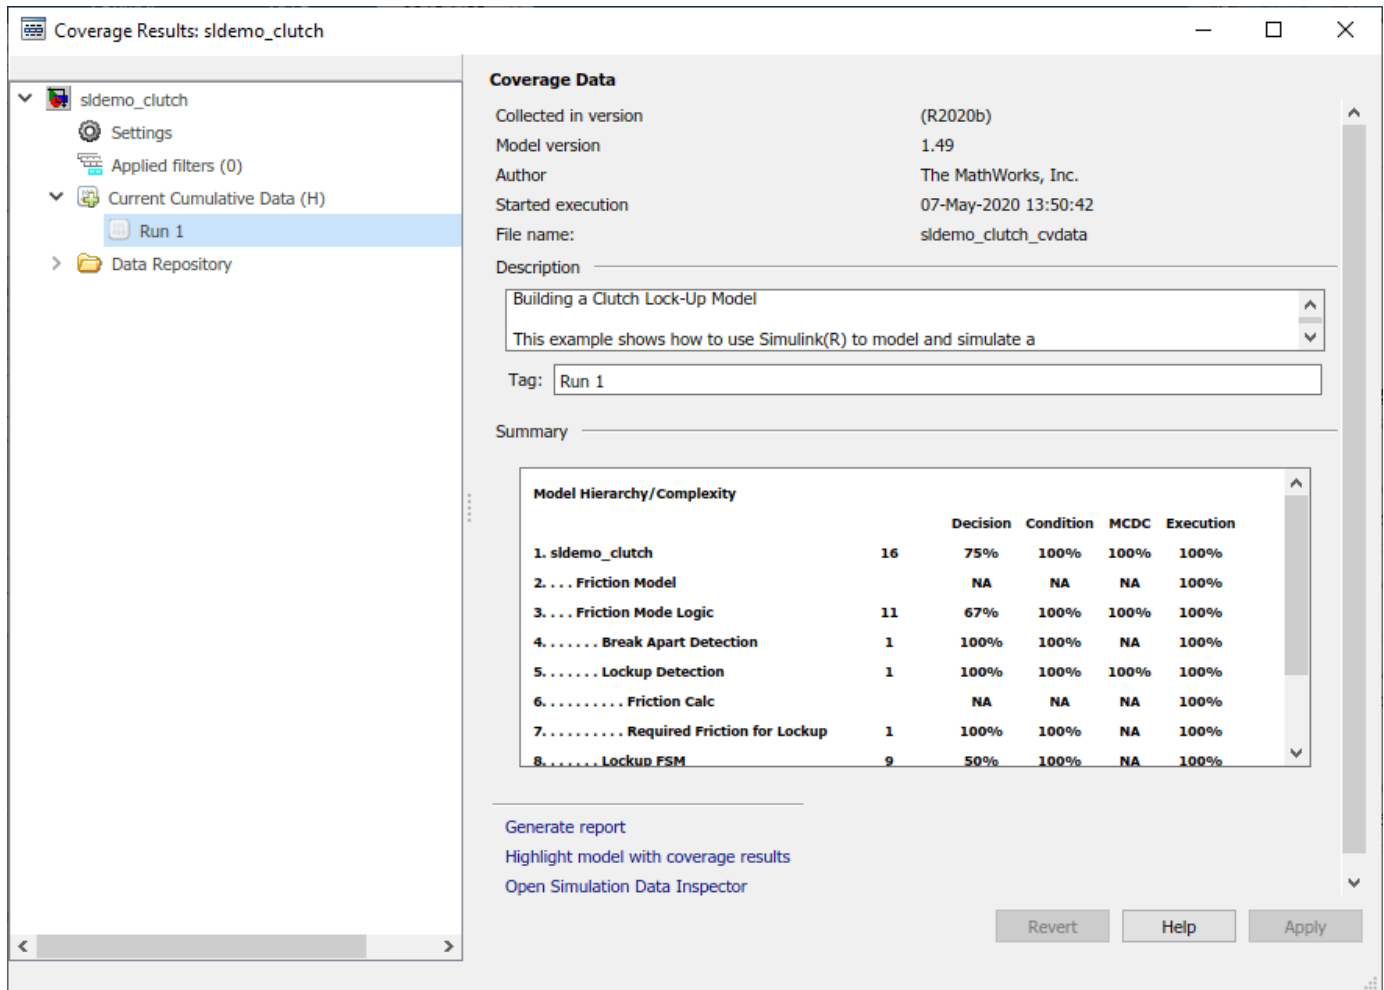 Coverage Results: sldemo_clutch
sldemo_clutch
Settings
Applied filters (0)
Current Cumulative Data (H)
Run 1
Data Repository
Coverage Data
Collected in version (R2020b)
Model version 1.49
Author The MathWorks, Inc.
Started execution 07-May-2020 13:50:42
File name: sldemo_clutch_cvdata
Description
Building a Clutch Lock-Up Model
This example shows how to use Simulink(R) to model and simulate a
Tag: Run 1
Summary
Model Hierarchy/Complexity
Decision Condition MCDC Execution
1. sldemo_clutch 16 75% 100% 100% 100%
2. . . . Friction Model NA NA NA 100%
3. . . . Friction Mode Logic 11 67% 100% 100% 100%
4. . . . . . . Break Apart Detection 1 100% 100% NA 100%
5. . . . . . . Lockup Detection 1 100% 100% 100% 100%
6. . . . . . . . . . Friction Calc NA NA NA 100%
7. . . . . . . . . . Required Friction for Lockup 1 100% 100% NA 100%
8. . . . . . . Lockup FSM 9 50% 100% NA 100%
Generate report
Highlight model with coverage results
Open Simulation Data Inspector
Revert Help Apply